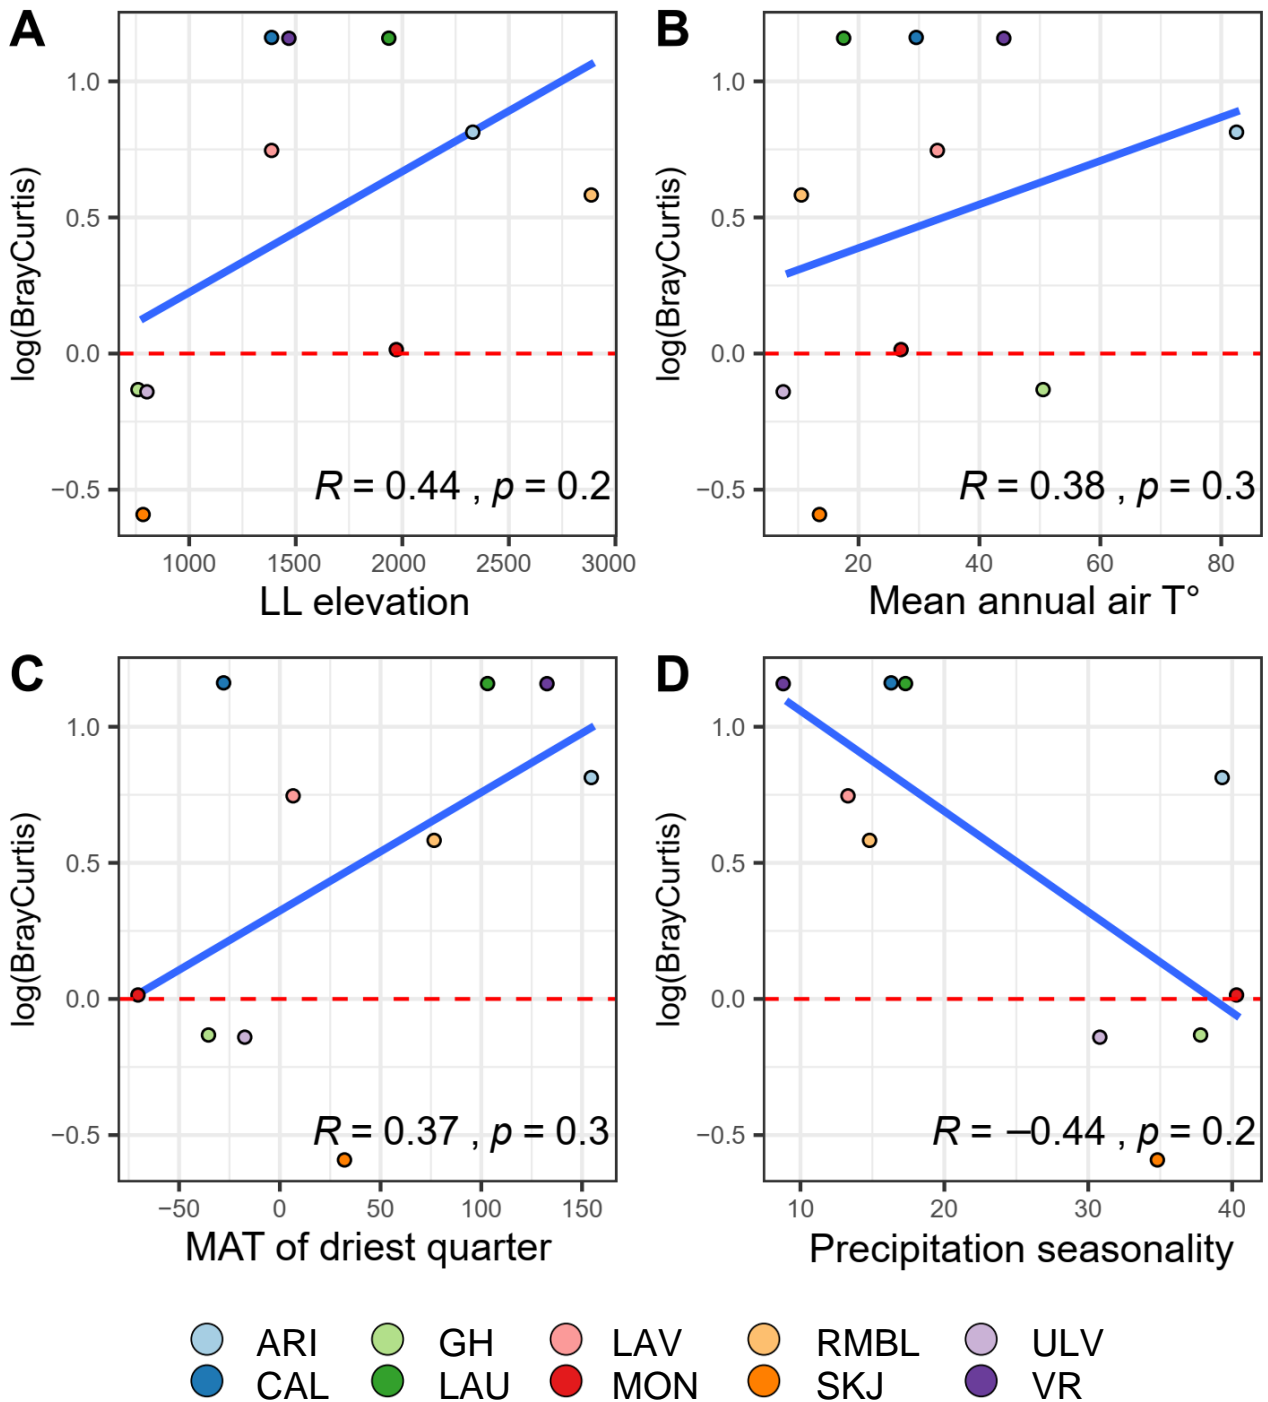 A
log(BrayCurtis)
1.0
0.5
0.0
−0.5
R = 0.44 , p = 0.2
1000 1500 2000 2500 3000
LL elevation
B
log(BrayCurtis)
1.0
0.5
0.0
−0.5
R = 0.38 , p = 0.3
20 40 60 80
Mean annual air T°
C
log(BrayCurtis)
1.0
0.5
0.0
−0.5
R = 0.37 , p = 0.3
−50 0 50 100 150
MAT of driest quarter
D
log(BrayCurtis)
1.0
0.5
0.0
−0.5
R = −0.44 , p = 0.2
10 20 30 40
Precipitation seasonality
ARI GH LAV RMBL ULV
CAL LAU MON SKJ VR